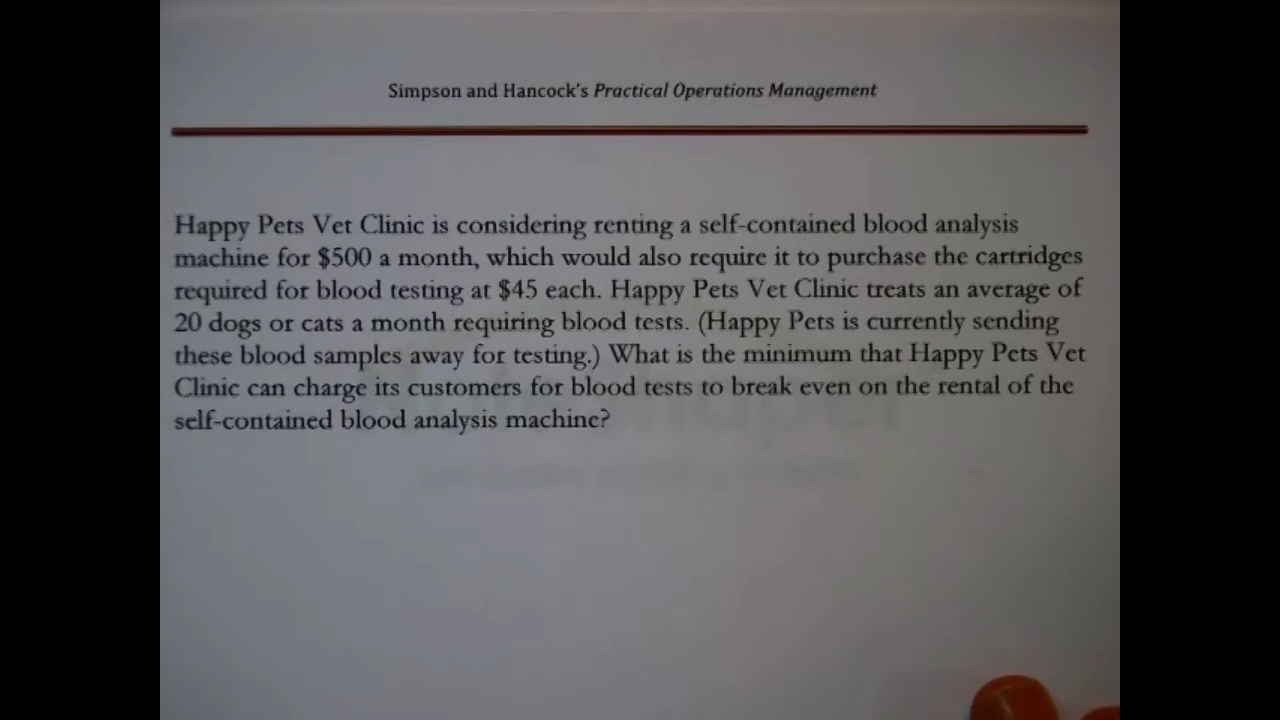 Simpson and Hancock's Practical Operations Management
Happy Pets Vet Clinic is considering renting a self-contained blood analysis
machine for $500 a month, which would also require it to purchase the cartridges
required for blood testing at $45 each. Happy Pets Vet Clinic treats an average of
20 dogs or cats a month requiring blood tests. (Happy Pets is currently sending
these blood samples away for testing.) What is the minimum that Happy Pets Vet
Clinic can charge its customers for blood tests to break even on the rental of the
self-contained blood analysis machine?